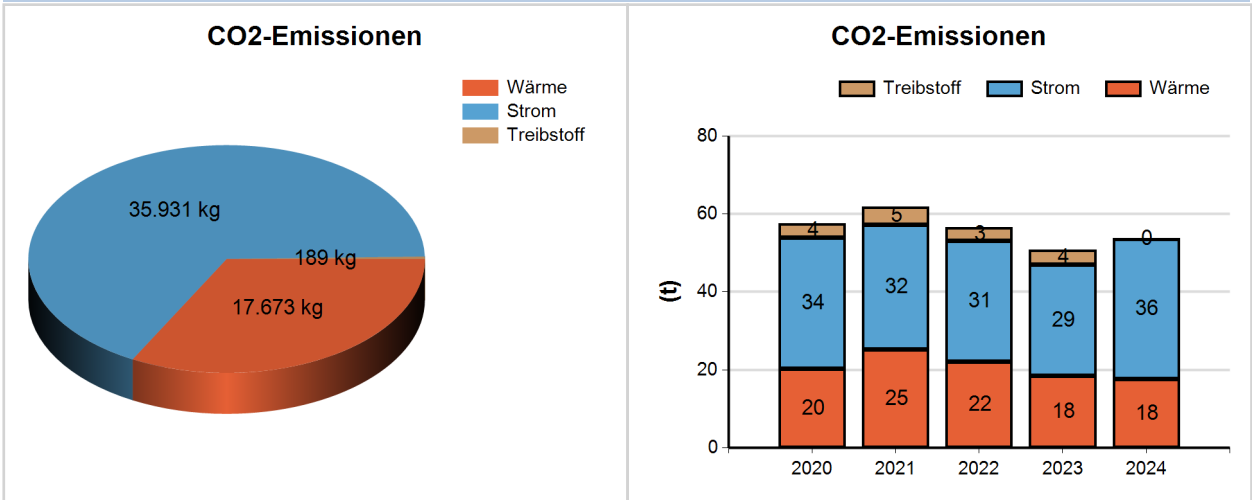 CO2-Emissionen
Wärme
Strom
Treibstoff
35.931 kg
189 kg
17.673 kg
CO2-Emissionen
Treibstoff Strom Wärme
80
60
40
20
0
(t)
4 5 3 4 0
34 32 31 29 36
20 25 22 18 18
2020 2021 2022 2023 2024